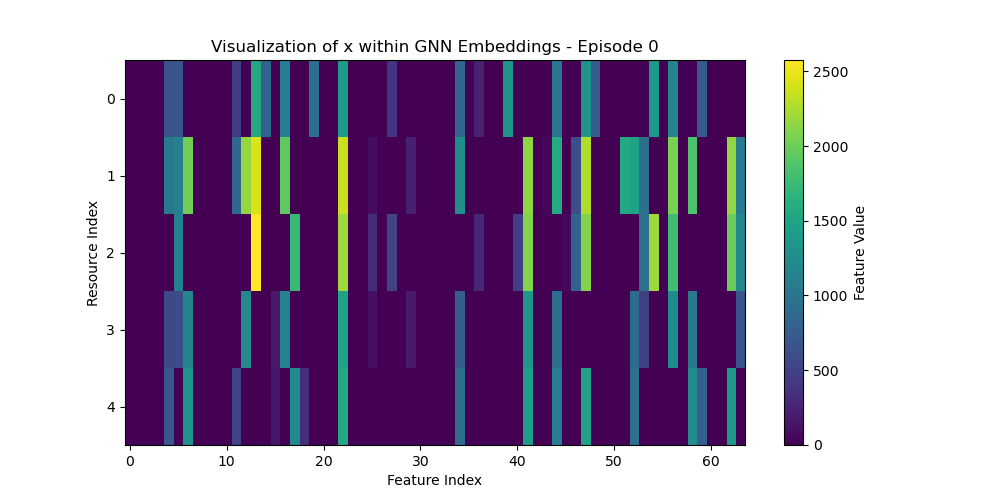 Visualization of x within GNN Embeddings - Episode 0
Resource Index
0
1
2
3
4
0 10 20 30 40 50 60
Feature Index
2500
2000
1500
1000
500
0
Feature Value